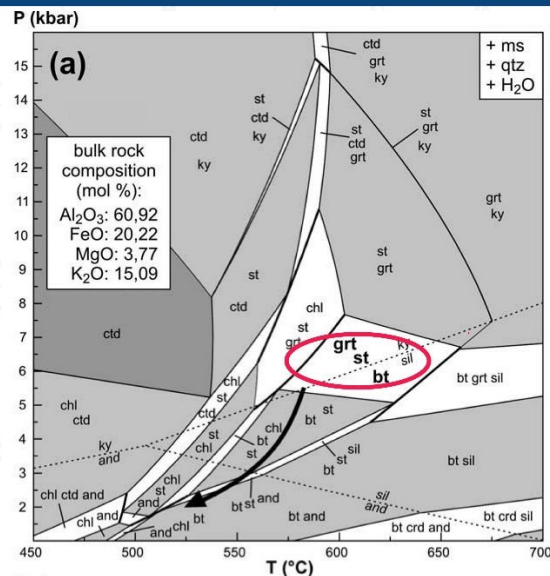 P (kbar)
(a)
+ ms
+ qtz
+ H₂O
15
14
13
12
11
10
9
8
7
6
5
4
3
2
ctd
grt
ky
st
ctd
ky
ctd
ky
st
ctd
grt
st
grt
ky
bulk rock
composition
(mol %):
Al₂O₃: 60,92
FeO: 20,22
MgO: 3,77
K₂O: 15,09
grt
ky
st
grt
st
ctd
chl
st
grt
ctd
grt
st
bt
ky
sil
chl
st
ctd
bt grt sil
chl
ctd
st
chl
chl
bt
st
bt
st
chl
bt
ky
and
sil
st
bt
bt sil
chl
st
and
chl ctd and
chl and
and chl bt
bt st and
bt and
sil
and
bt crd and
bt crd sil
450
500
550
600
650
700
T (°C)